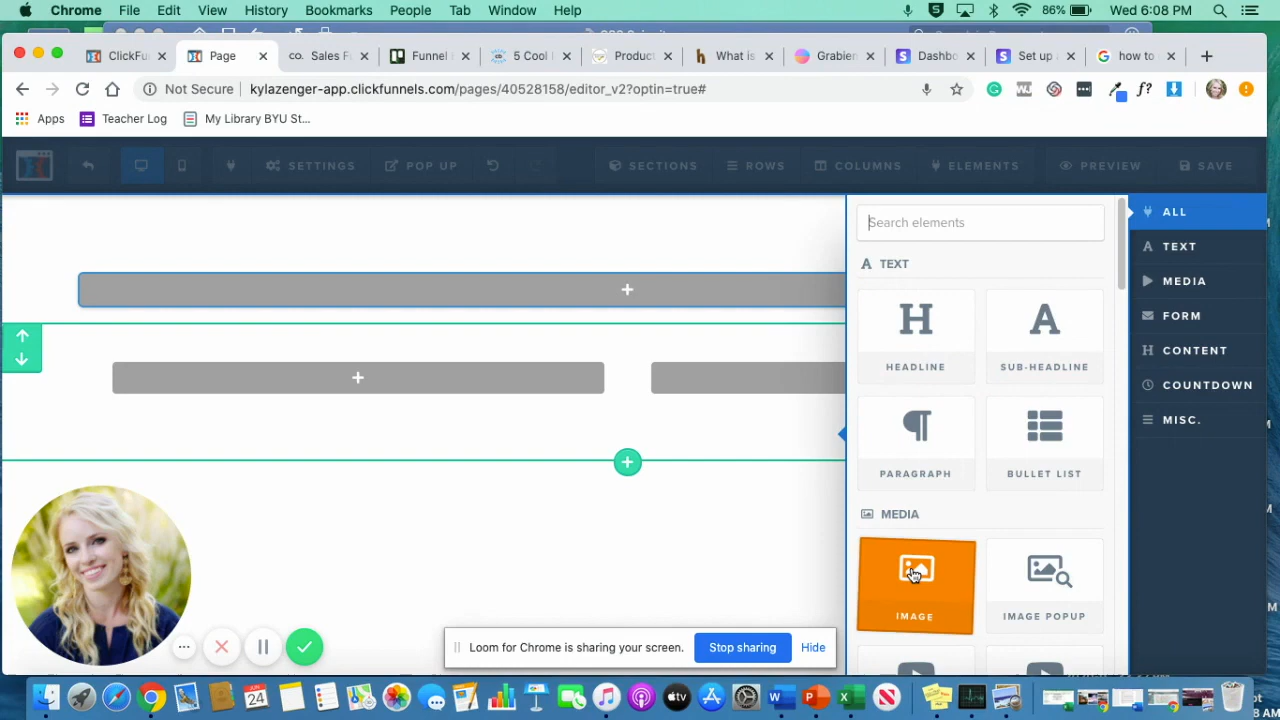 Chrome File Edit View History Bookmarks People Tab Window Help 86% Wed 6:08 PM
ClickFun Page co Sales F Funnel 5 Cool Product What is Grabien Dashbo Set up how to
Not Secure kylazenger-app.clickfunnels.com/pages/40528158/editor_v2?optin=true# f?
Apps Teacher Log My Library BYU St...
SETTINGS POP UP SECTIONS ROWS COLUMNS ELEMENTS PREVIEW SAVE
Search elements
TEXT
HEADLINE SUB-HEADLINE
PARAGRAPH BULLET LIST
MEDIA
IMAGE IMAGE POPUP
ALL
TEXT
MEDIA
FORM
CONTENT
COUNTDOWN
MISC.
Loom for Chrome is sharing your screen. Stop sharing Hide
JUN
24